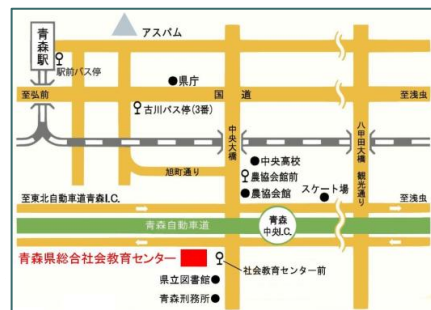 アスパム
青森駅
駅前バス停
県庁
至弘前
国道
至浅虫
古川バス停(3番)
中央大橋
八甲田大橋
観光通り
中央高校
旭町通り
農協会館前
農協会館
スケート場
至東北自動車道青森I.C.
至浅虫
青森自動車道
青森中央I.C.
青森県総合社会教育センター
社会教育センター前
県立図書館
青森刑務所